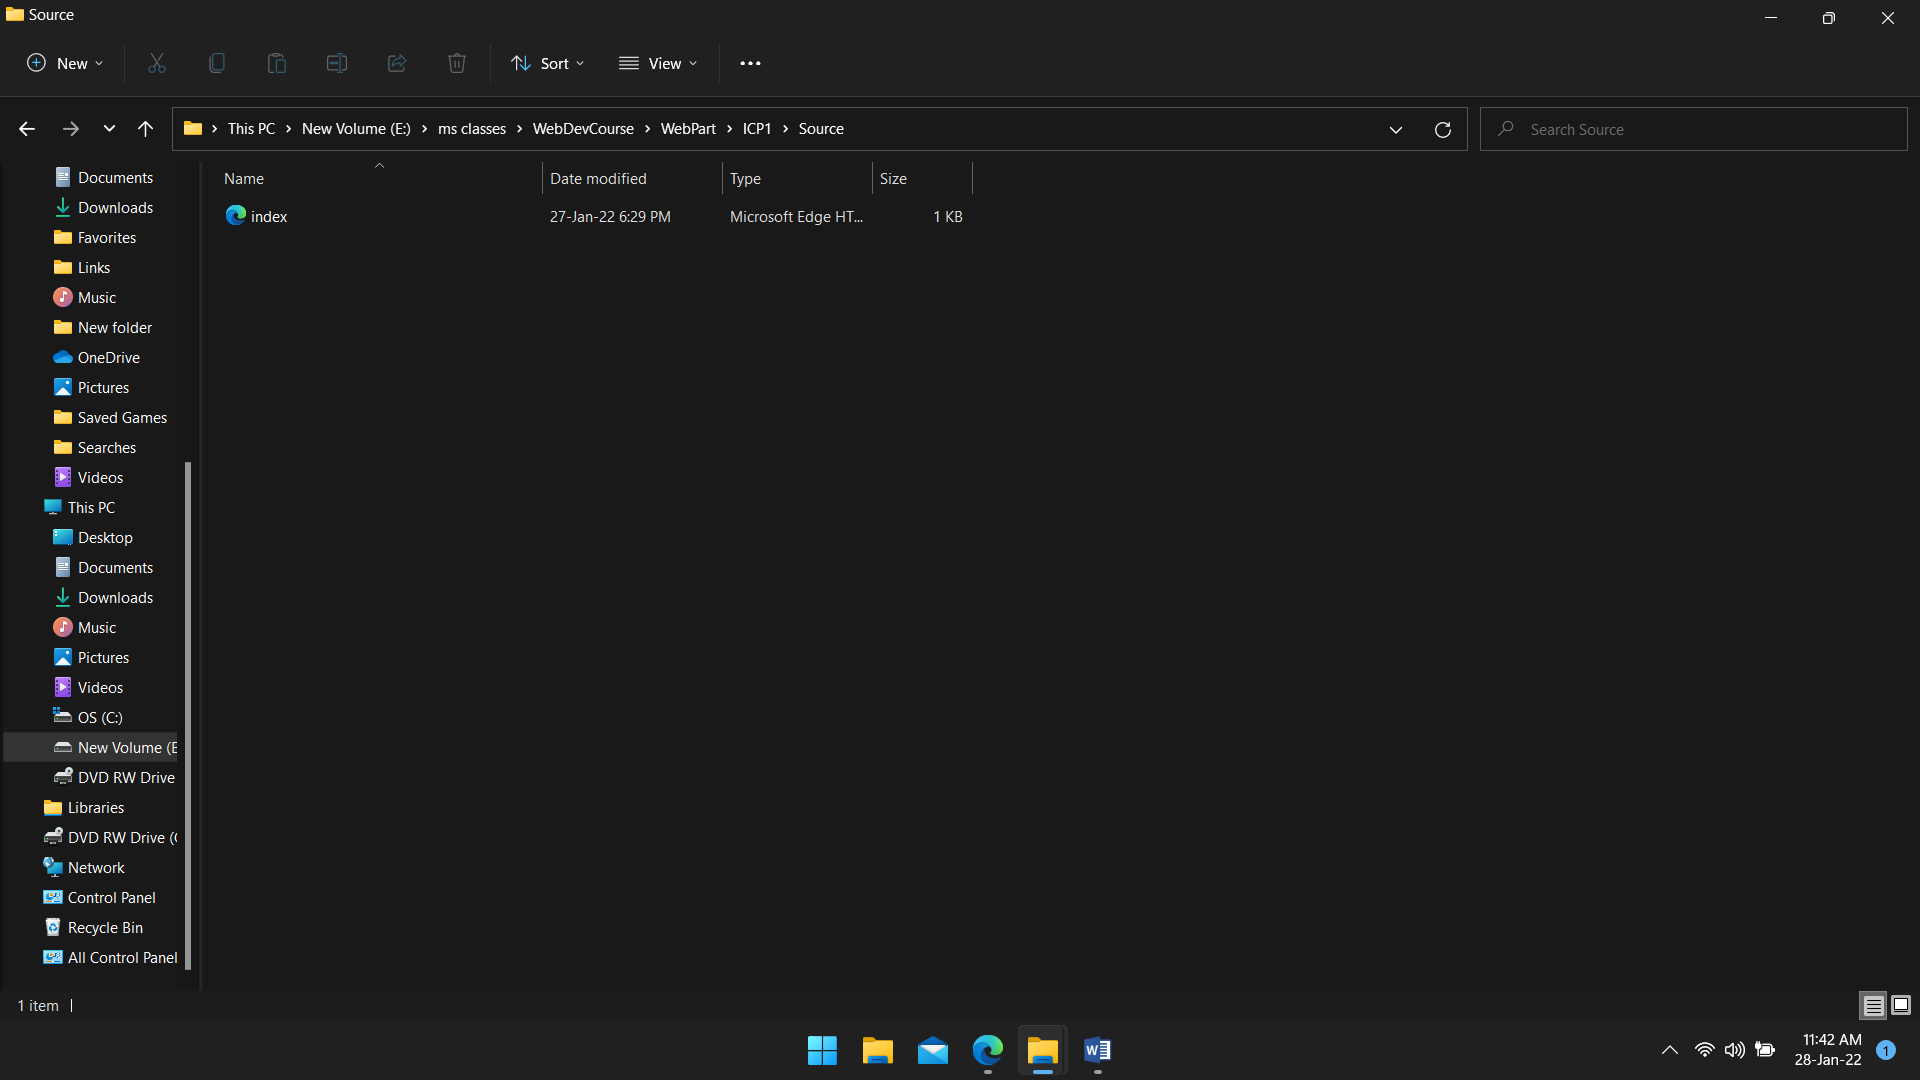 Source
New
Sort
View
This PC > New Volume (E:) > ms classes > WebDevCourse > WebPart > ICP1 > Source
Search Source
Documents
Downloads
Favorites
Links
Music
New folder
OneDrive
Pictures
Saved Games
Searches
Videos
This PC
Desktop
Documents
Downloads
Music
Pictures
Videos
OS (C:)
New Volume (E
DVD RW Drive
Libraries
DVD RW Drive (
Network
Control Panel
Recycle Bin
All Control Panel
Name Date modified Type Size
index 27-Jan-22 6:29 PM Microsoft Edge HT... 1 KB
1 item
W
11:42 AM
28-Jan-22
1